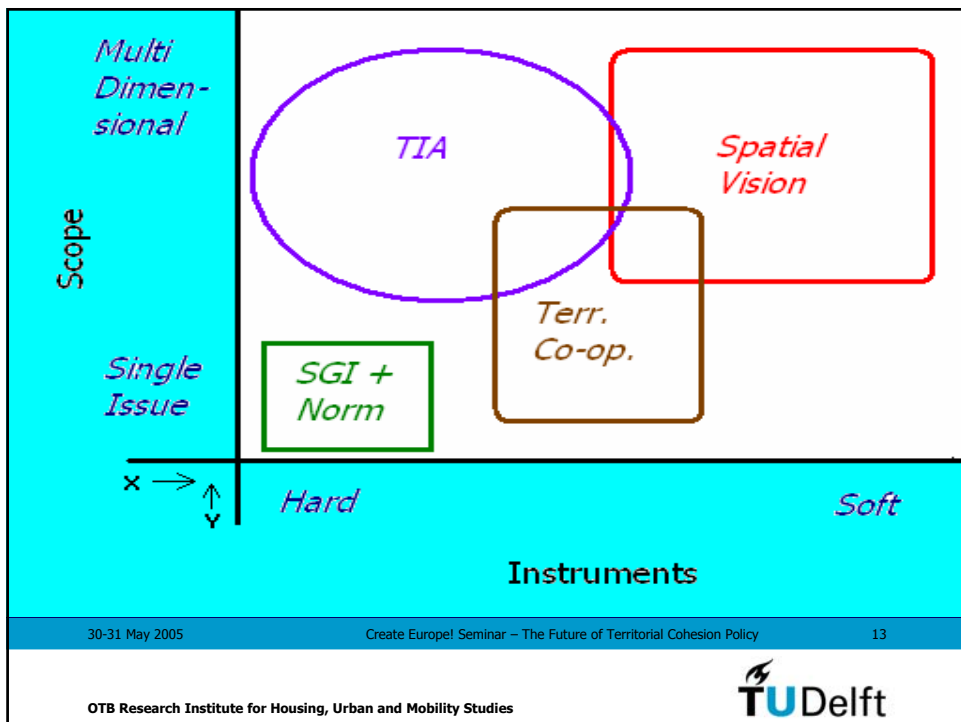 Multi
Dimen-
sional
Scope
Single
Issue
TIA
Spatial
Vision
Terr.
Co-op.
SGI +
Norm
X
Y
Hard
Soft
Instruments
30-31 May 2005 Create Europe! Seminar – The Future of Territorial Cohesion Policy 13
OTB Research Institute for Housing, Urban and Mobility Studies
TU Delft